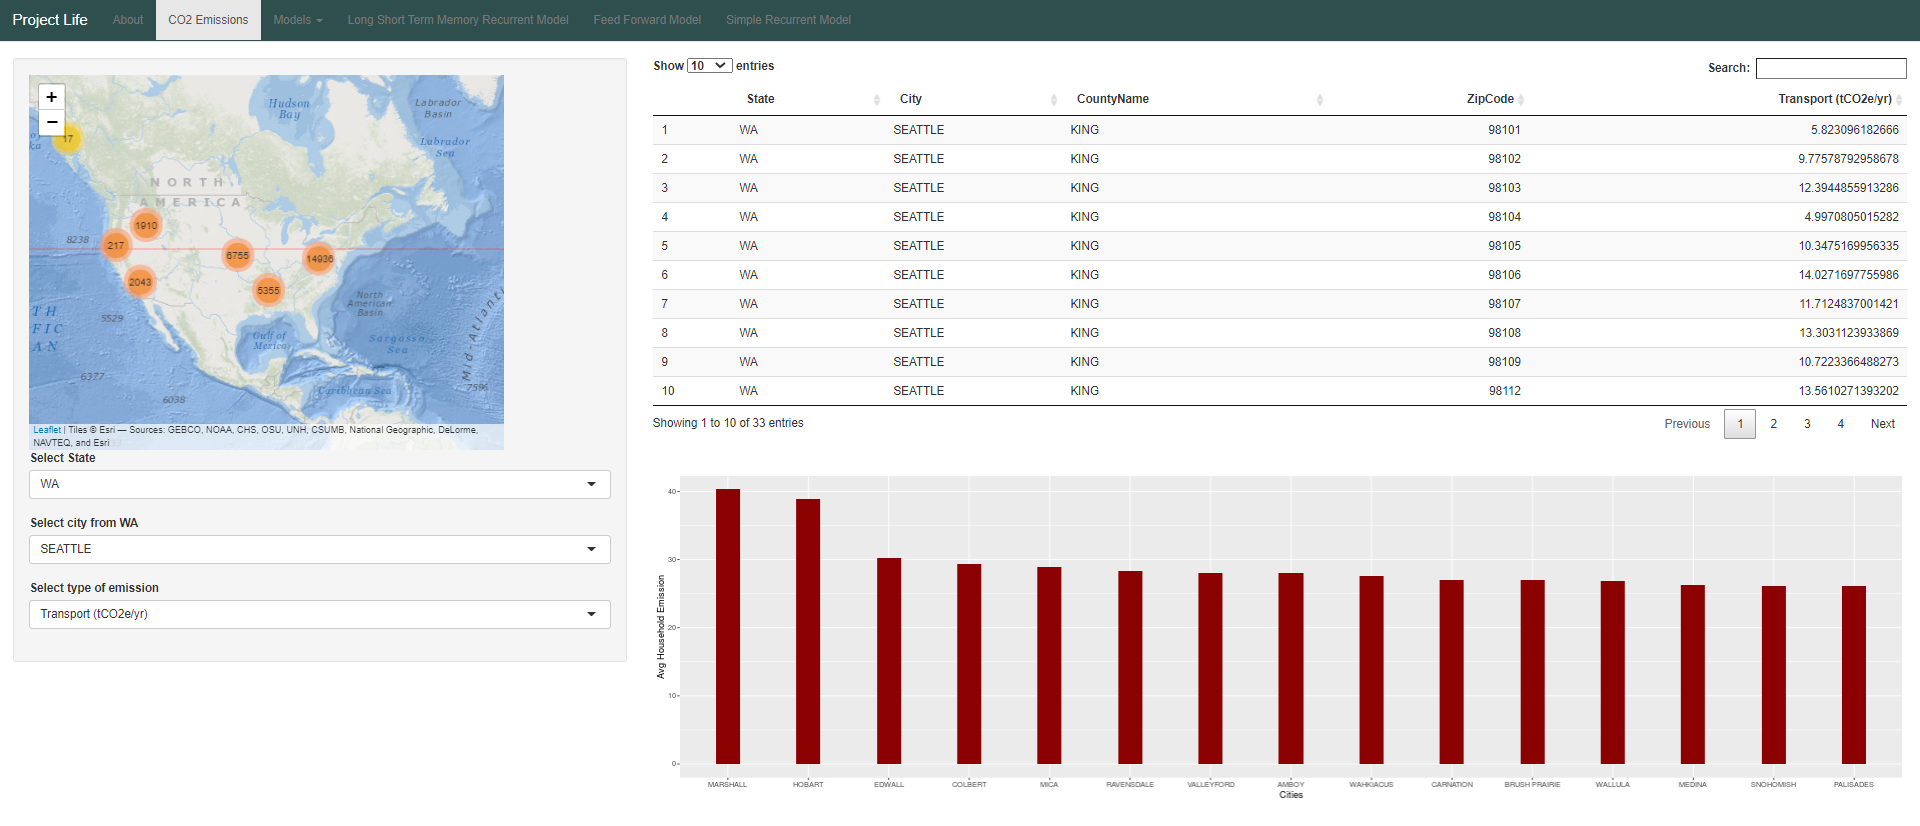 Project Life About CO2 Emissions Models Long Short Term Memory Recurrent Model Feed Forward Model Simple Recurrent Model
+
−
Hudson
Bay
Labrador
Basin
Labrador
Sea
17
ka
NORTH
AMERICA
1910
8238
217
6755
14936
2043
5355
North
American
Basin
TH
FIC
AN
5529
Gulf of
Mexico
Sargasso
Sea
Mid-Atlanti
6377
6038
Caribbean Sea
7596
Leaflet | Tiles © Esri — Sources: GEBCO, NOAA, CHS, OSU, UNH, CSUMB, National Geographic, DeLorme,
NAVTEQ, and Esri
Select State
WA
Select city from WA
SEATTLE
Select type of emission
Transport (tCO2e/yr)
Show 10 entries
Search:
State City CountyName ZipCode Transport (tCO2e/yr)
1 WA SEATTLE KING 98101 5.823096182666
2 WA SEATTLE KING 98102 9.77578792958678
3 WA SEATTLE KING 98103 12.3944855913286
4 WA SEATTLE KING 98104 4.9970805015282
5 WA SEATTLE KING 98105 10.3475169956335
6 WA SEATTLE KING 98106 14.0271697755986
7 WA SEATTLE KING 98107 11.7124837001421
8 WA SEATTLE KING 98108 13.3031123933869
9 WA SEATTLE KING 98109 10.7223366488273
10 WA SEATTLE KING 98112 13.5610271393202
Showing 1 to 10 of 33 entries
Previous 1 2 3 4 Next
Avg Household Emission
40
30
20
10
0
MARSHALL HOBART EDWALL COLBERT MICA RAVENSDALE VALLEYFORD AMBOY WAHKIACUS CARNATION BRUSH PRAIRIE WALLULA MEDINA SNOHOMISH PALISADES
Cities